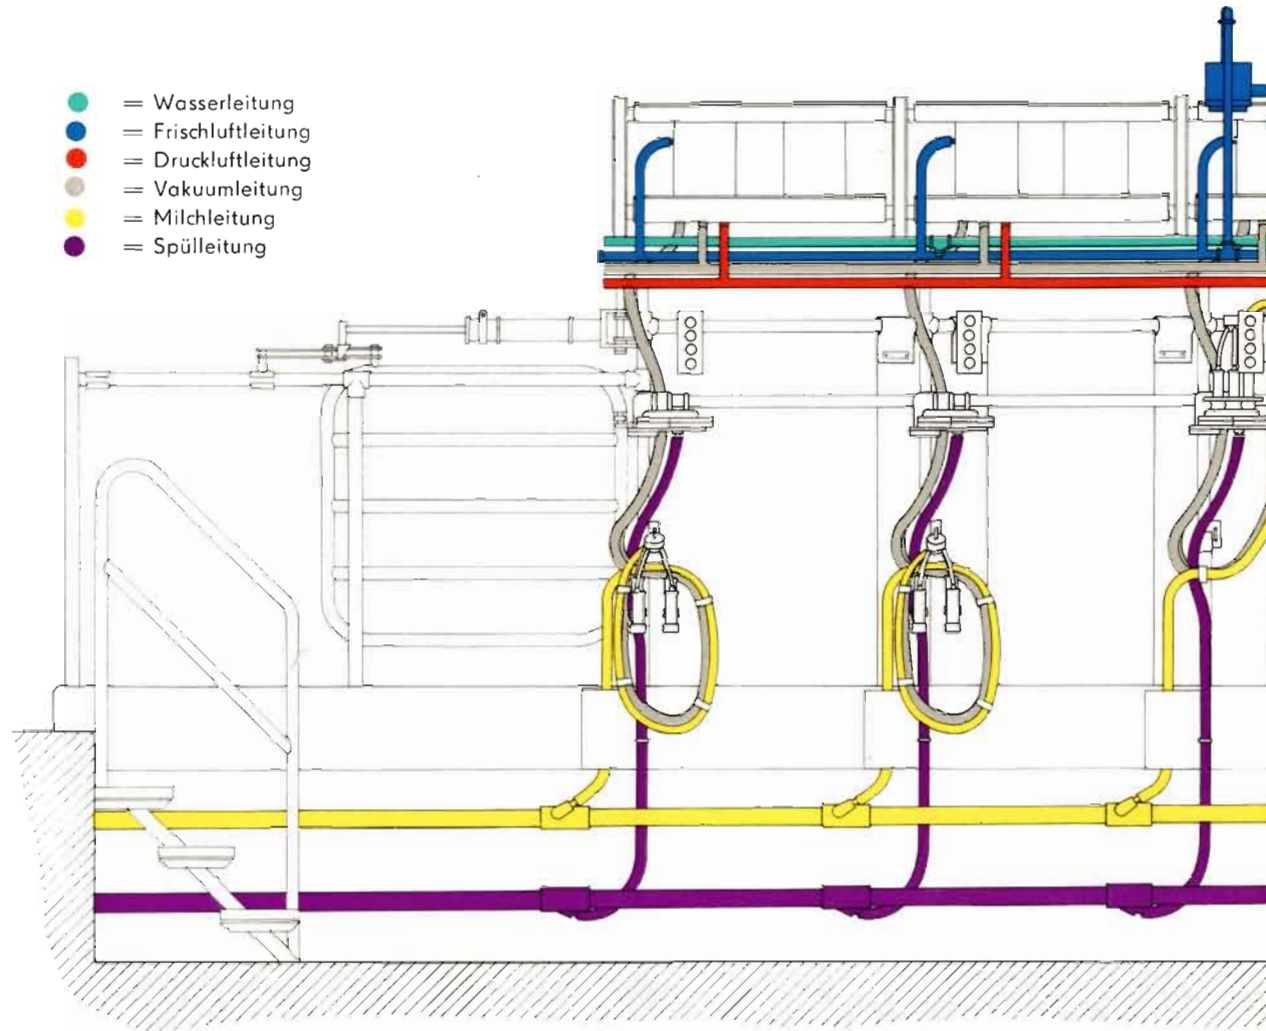 = Wasserleitung
= Frischluftleitung
= Druckluftleitung
= Vakuumleitung
= Milchleitung
= Spülleitung